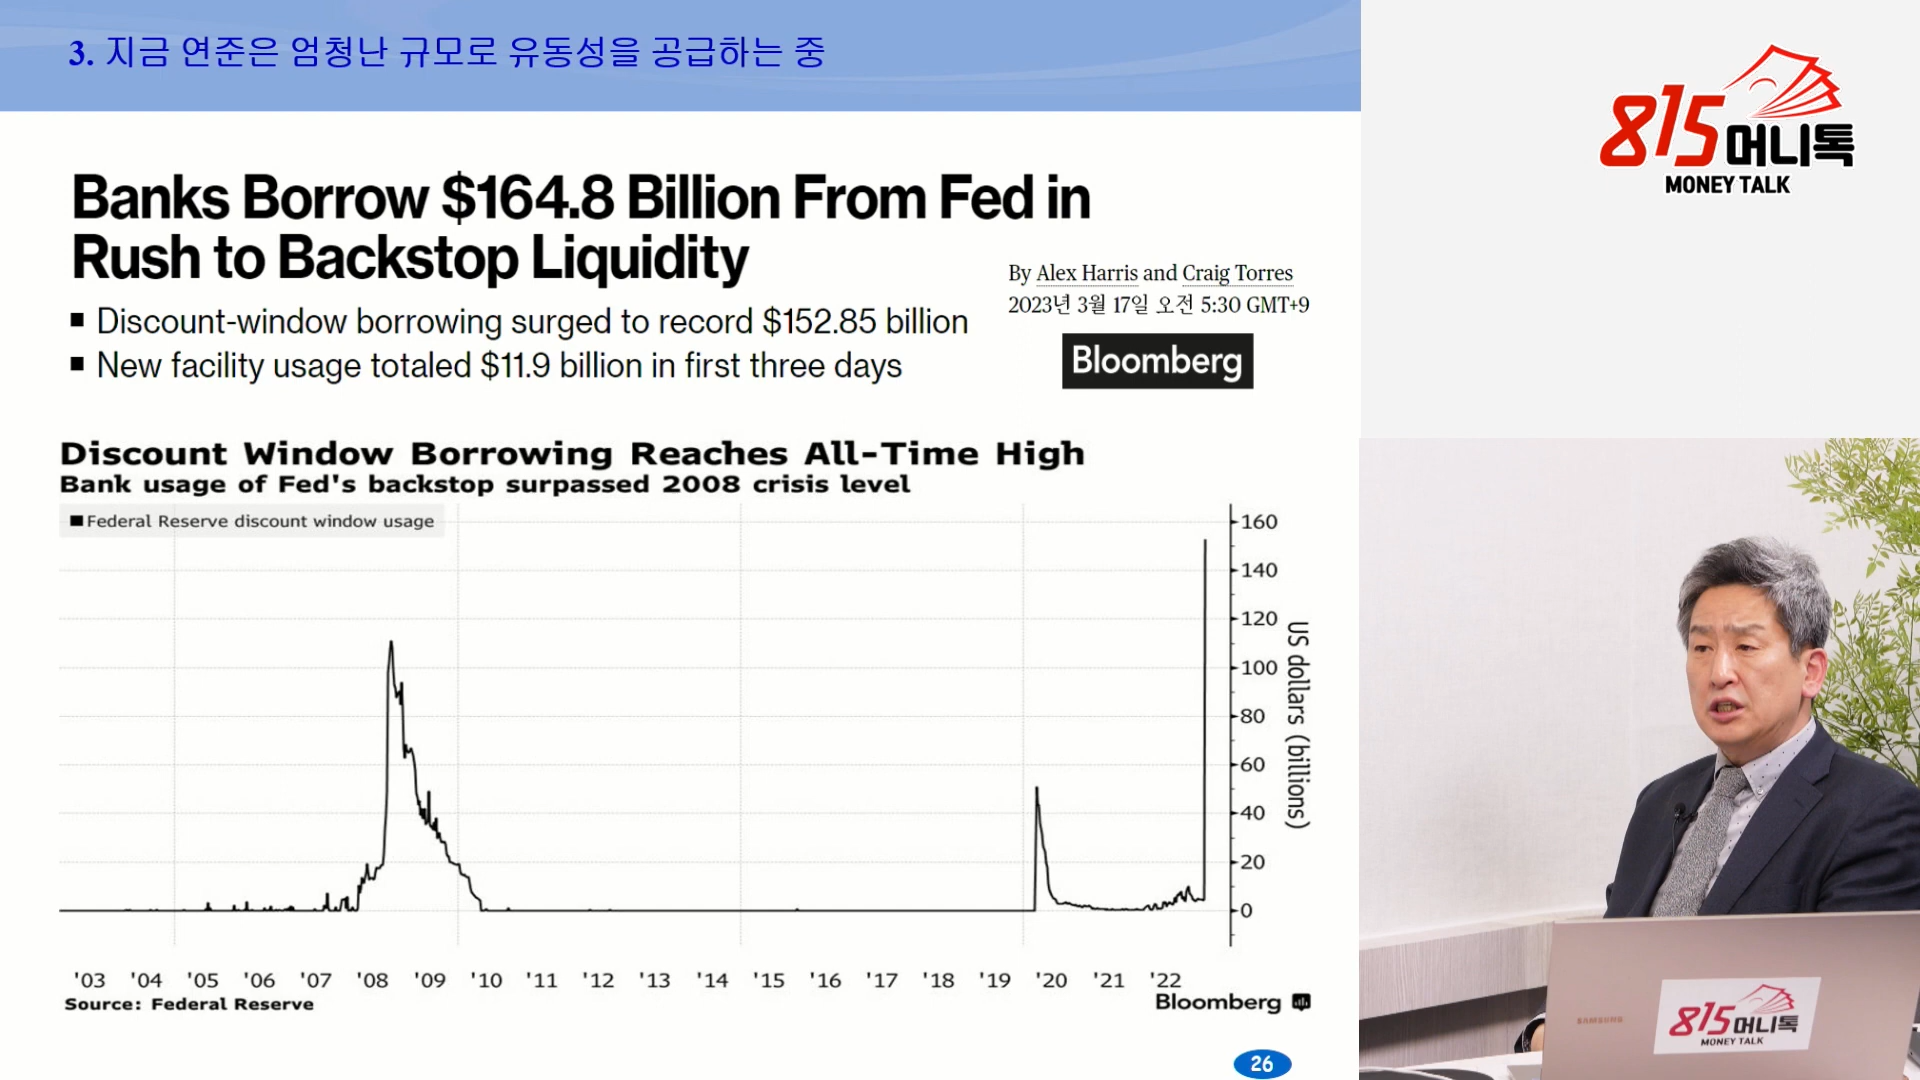 3. 지금 연준은 엄청난 규모로 유동성을 공급하는 중
815머니톡
MONEY TALK
Banks Borrow $164.8 Billion From Fed in
Rush to Backstop Liquidity
By Alex Harris and Craig Torres
2023년 3월 17일 오전 5:30 GMT+9
Bloomberg
■ Discount-window borrowing surged to record $152.85 billion
■ New facility usage totaled $11.9 billion in first three days
Discount Window Borrowing Reaches All-Time High
Bank usage of Fed's backstop surpassed 2008 crisis level
■ Federal Reserve discount window usage
160
140
120
100
80
60
40
20
0
US dollars (billions)
'03 '04 '05 '06 '07 '08 '09 '10 '11 '12 '13 '14 '15 '16 '17 '18 '19 '20 '21 '22
Source: Federal Reserve
Bloomberg
26
SAMSUNG
815머니톡
MONEY TALK